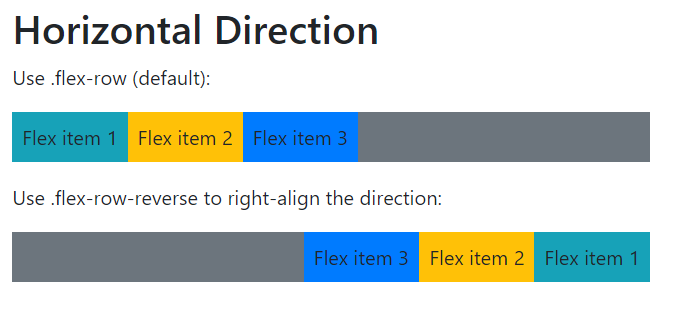 Horizontal Direction
Use .flex-row (default):
Flex item 1 Flex item 2 Flex item 3
Use .flex-row-reverse to right-align the direction:
Flex item 3 Flex item 2 Flex item 1